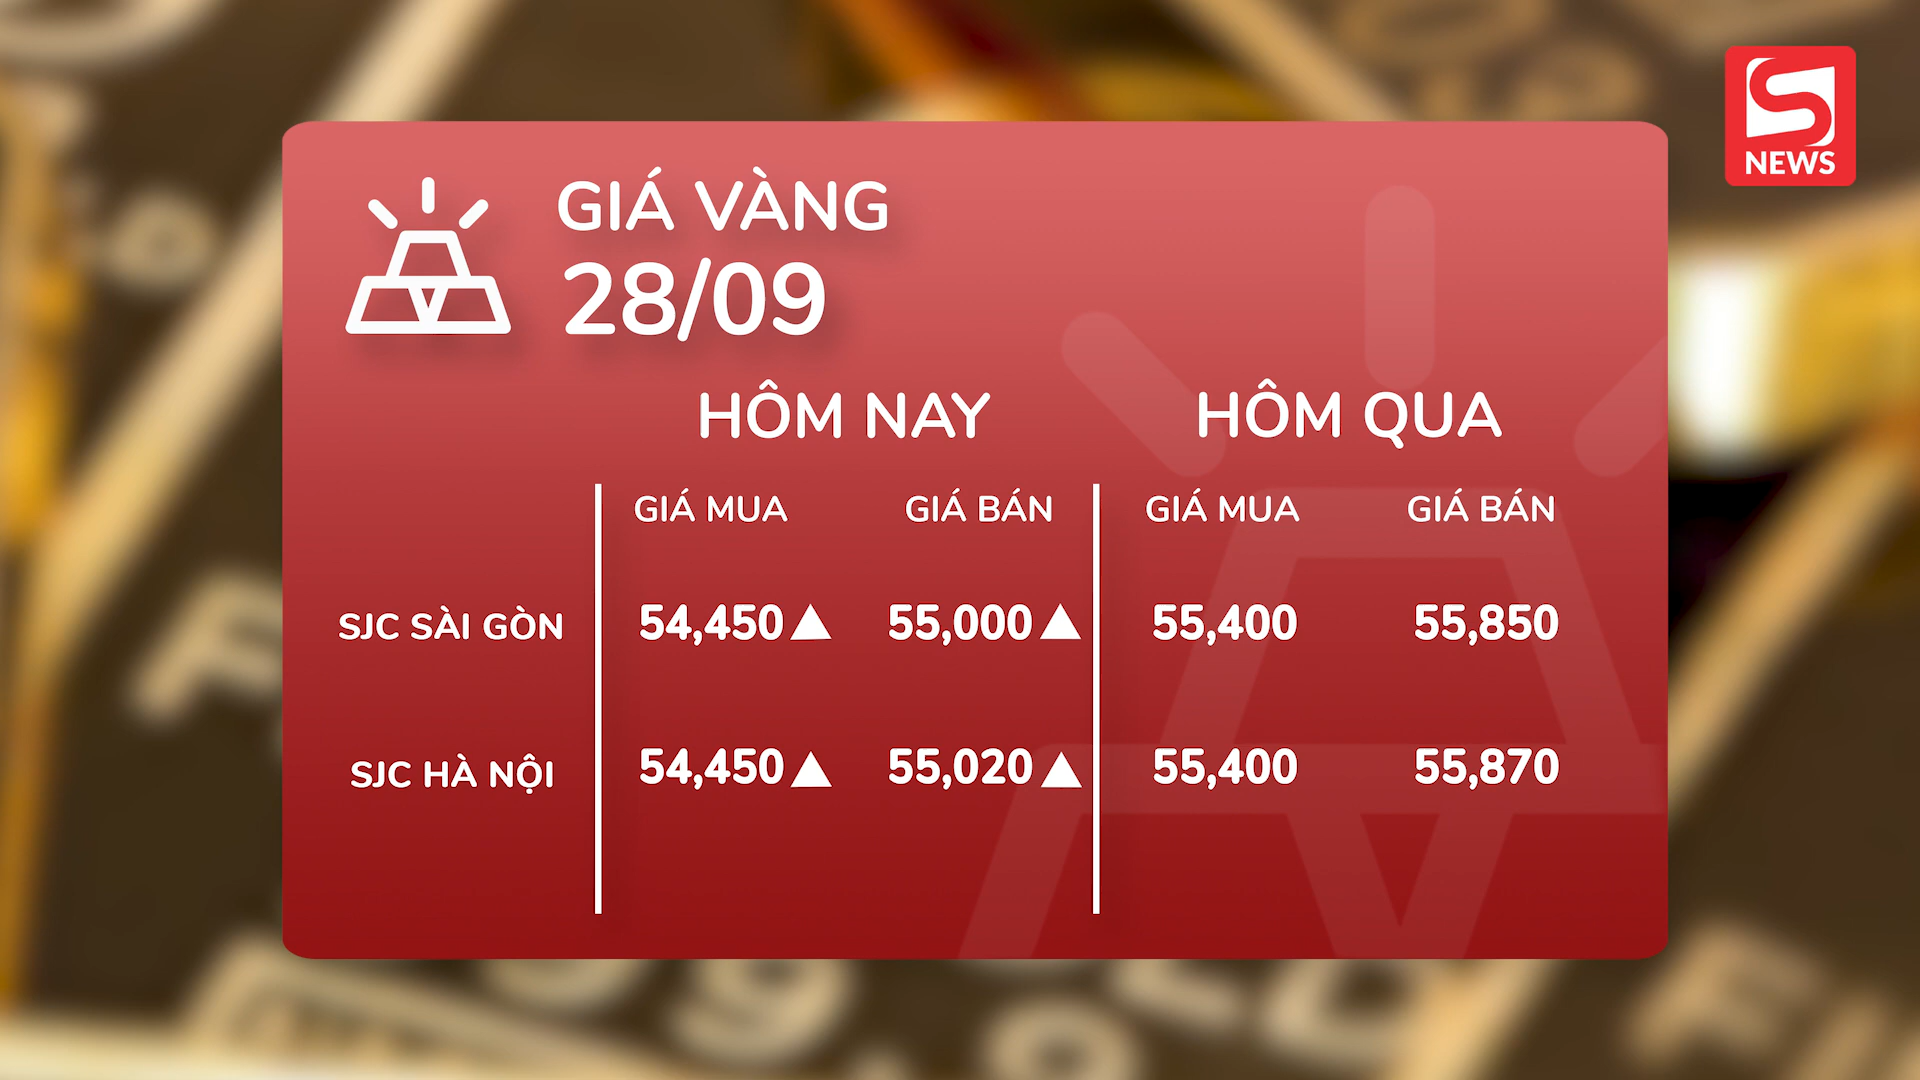 S
NEWS
GIÁ VÀNG
28/09
HÔM NAY HÔM QUA
GIÁ MUA GIÁ BÁN GIÁ MUA GIÁ BÁN
SJC SÀI GÒN 54,450 ▲ 55,000 ▲ 55,400 55,850
SJC HÀ NỘI 54,450 ▲ 55,020 ▲ 55,400 55,870